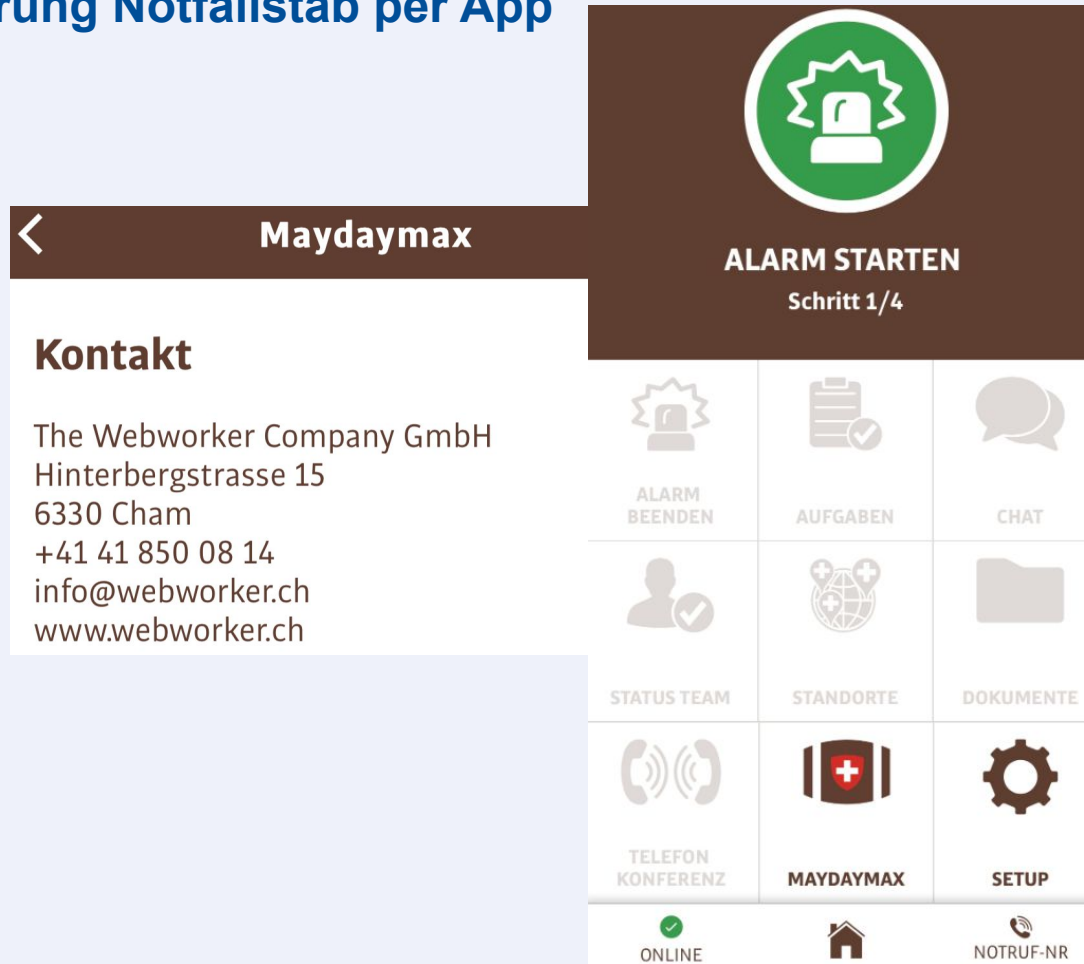 rung Notfallstab per App
Maydaymax
Kontakt
The Webworker Company GmbH
Hinterbergstrasse 15
6330 Cham
+41 41 850 08 14
info@webworker.ch
www.webworker.ch
ALARM STARTEN
Schritt 1/4
ALARM
BEENDEN
AUFGABEN
CHAT
STATUS TEAM
STANDORTE
DOKUMENTE
TELEFON
KONFERENZ
MAYDAYMAX
SETUP
ONLINE
NOTRUF-NR